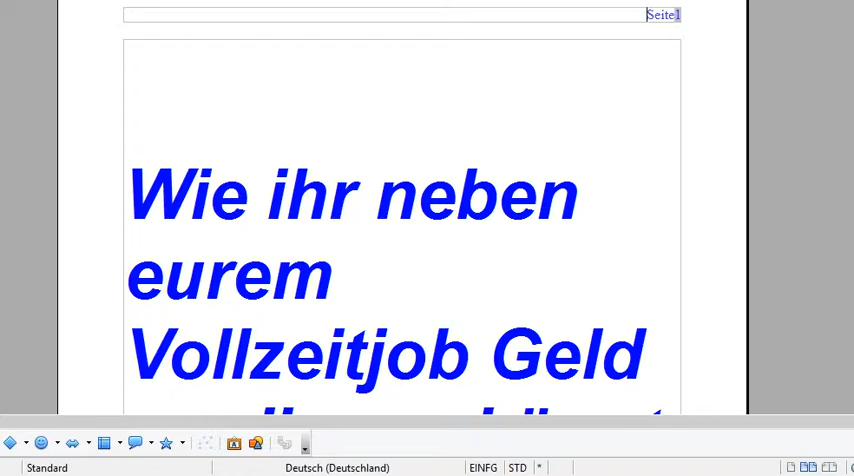 Seite1
Wie ihr neben
eurem
Vollzeitjob Geld
Standard
Deutsch (Deutschland)
EINFG
STD
*